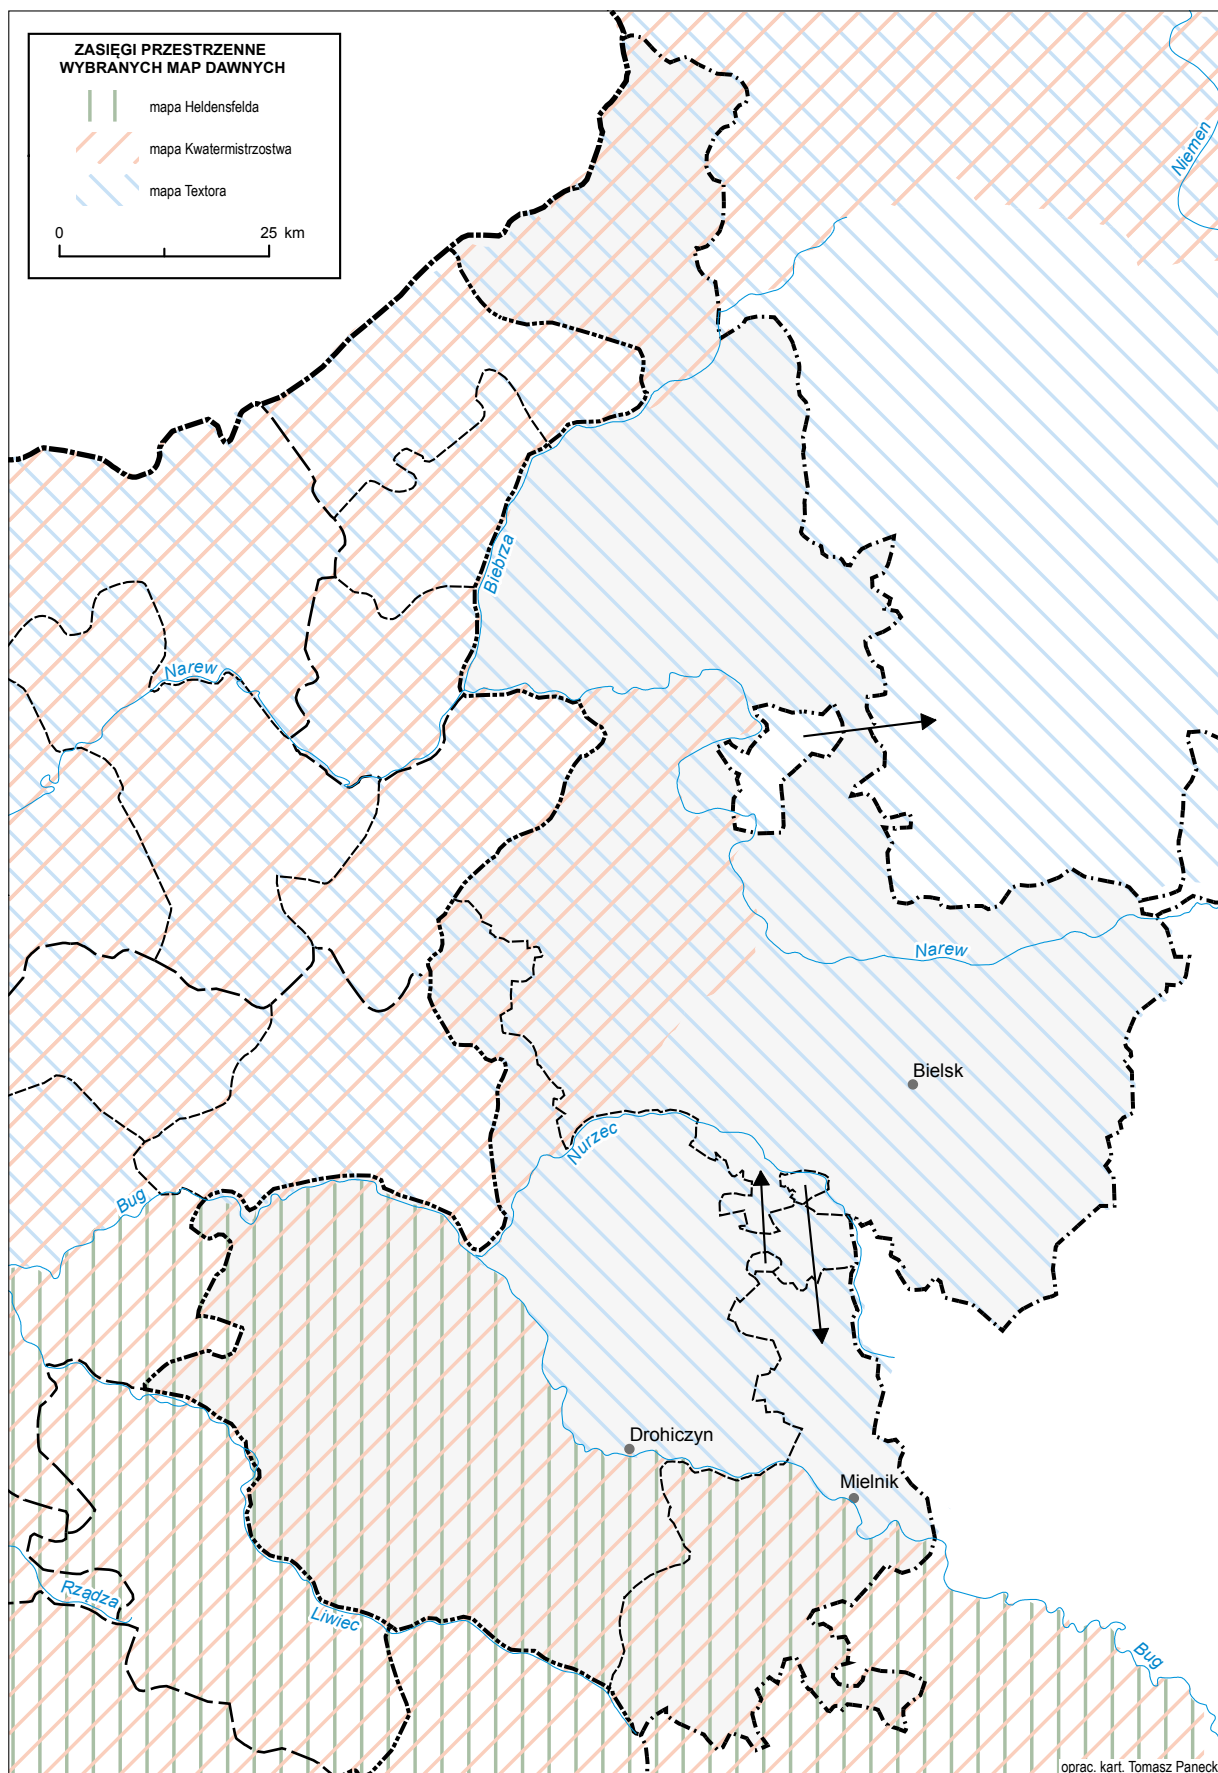 ZASIĘGI PRZESTRZENNE
WYBRANYCH MAP DAWNYCH
mapa Heldensfelda
mapa Kwatermistrzostwa
mapa Textora
0 25 km
Niemen
Biebrza
Narew
Narew
Bielsk
Nurzec
Bug
Drohiczyn
Mielnik
Rządza
Liwiec
Bug
oprac. kart. Tomasz Panecki